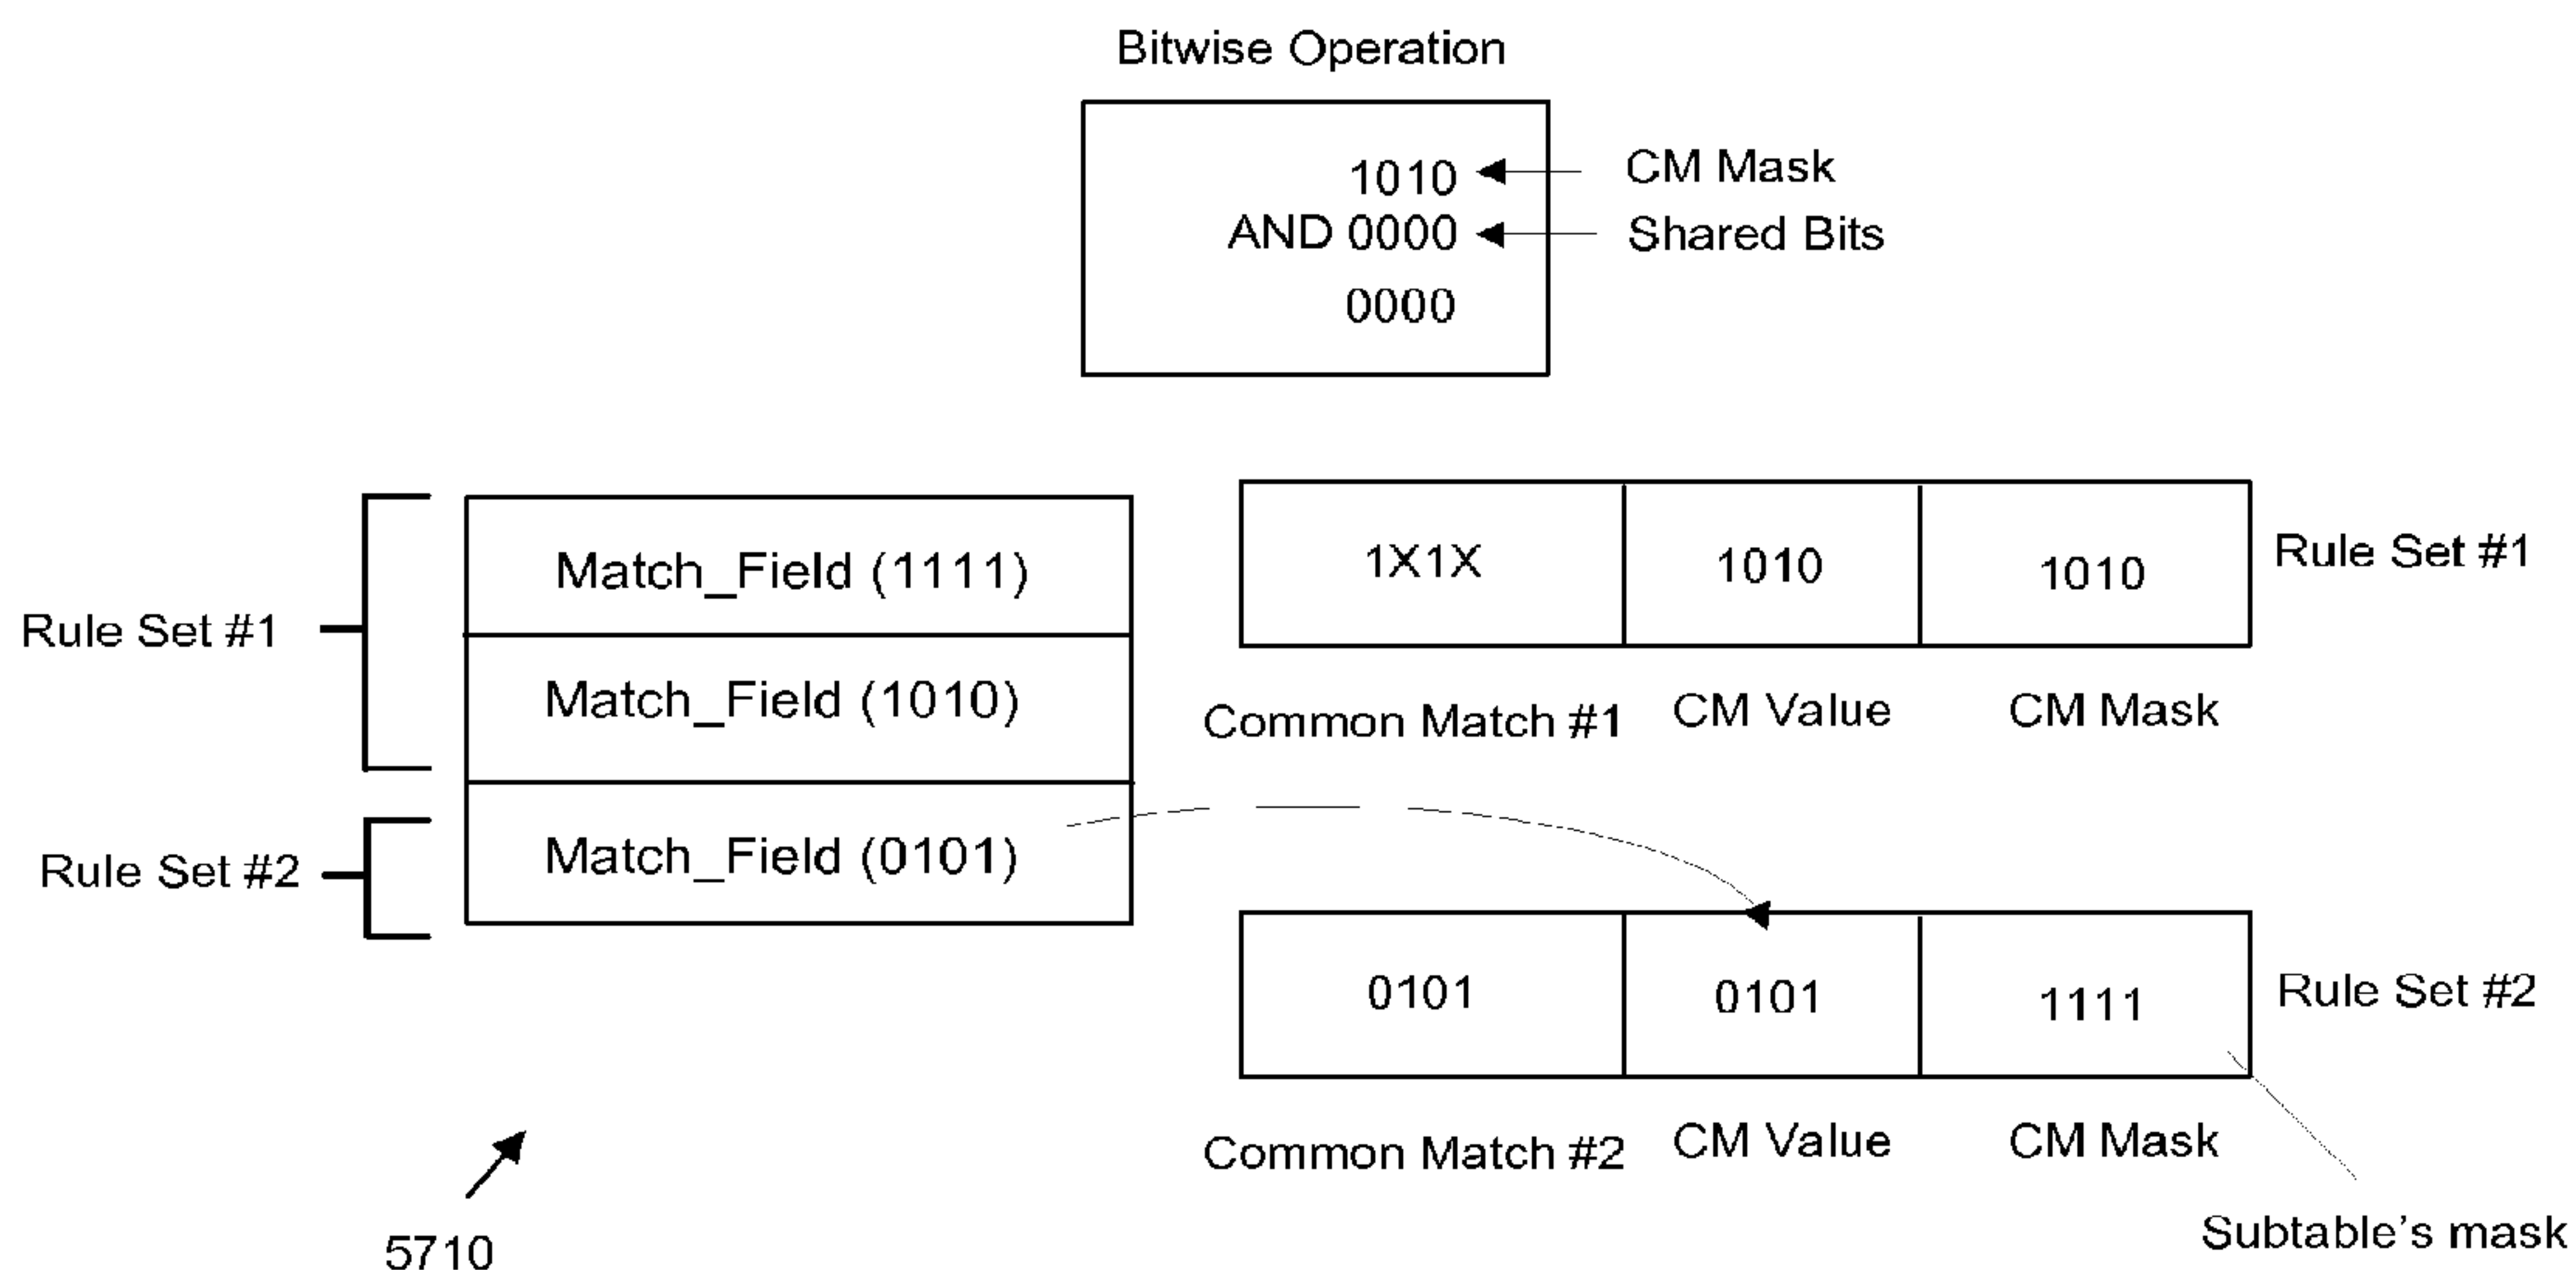 Bitwise Operation
1010
CM Mask
AND 0000
Shared Bits
0000
Rule Set #1
Match_Field (1111)
Match_Field (1010)
Rule Set #2
Match_Field (0101)
1X1X
1010
1010
Rule Set #1
Common Match #1
CM Value
CM Mask
0101
0101
1111
Rule Set #2
Common Match #2
CM Value
CM Mask
Subtable's mask
5710